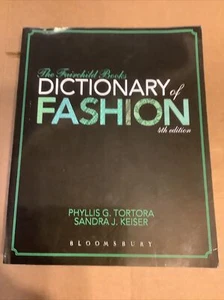 The Fairchild Books
DICTIONARY of
FASHION
4th edition
PHYLLIS G. TORTORA
SANDRA J. KEISER
BLOOMSBURY